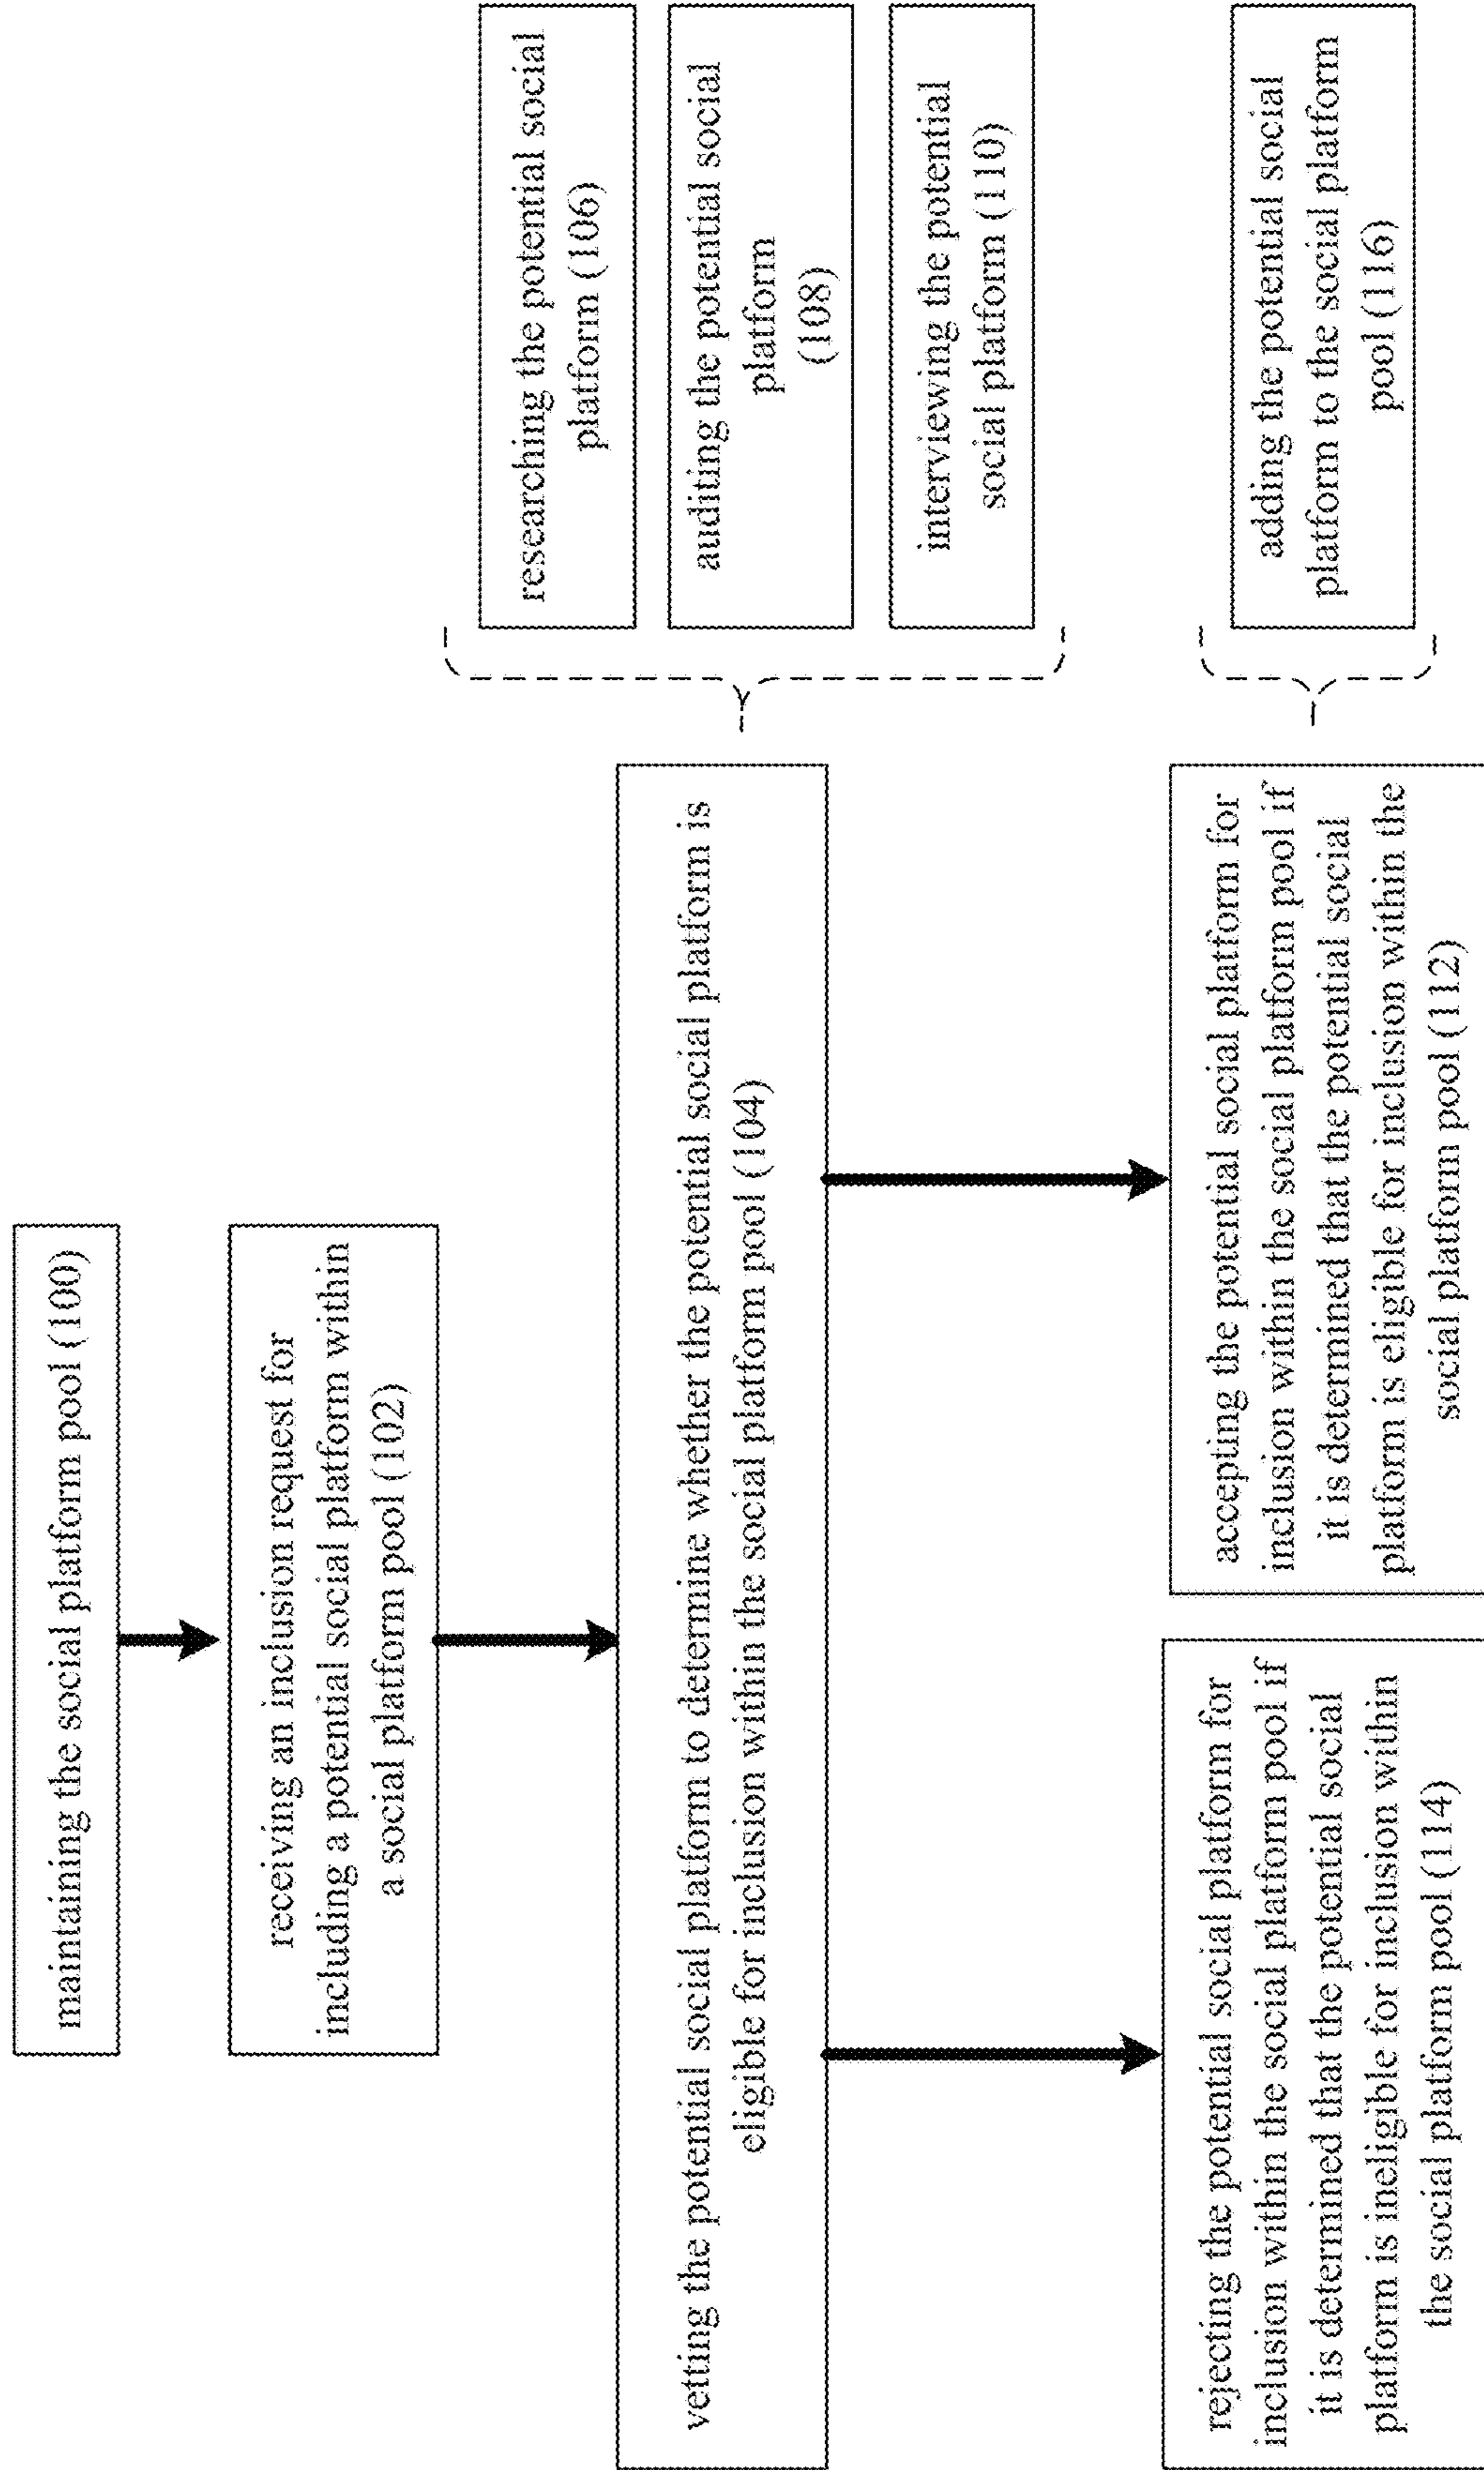 maintaining the social platform pool (100)
receiving an inclusion request for
including a potential social platform within
a social platform pool (102)
vetting the potential social platform to determine whether the potential social platform is
eligible for inclusion within the social platform pool (104)
researching the potential social
platform (106)
auditing the potential social
platform
(108)
interviewing the potential
social platform (110)
rejecting the potential social platform for
inclusion within the social platform pool if
it is determined that the potential social
platform is ineligible for inclusion within
the social platform pool (114)
accepting the potential social platform for
inclusion within the social platform pool if
it is determined that the potential social
platform is eligible for inclusion within the
social platform pool (112)
adding the potential social
platform to the social platform
pool (116)